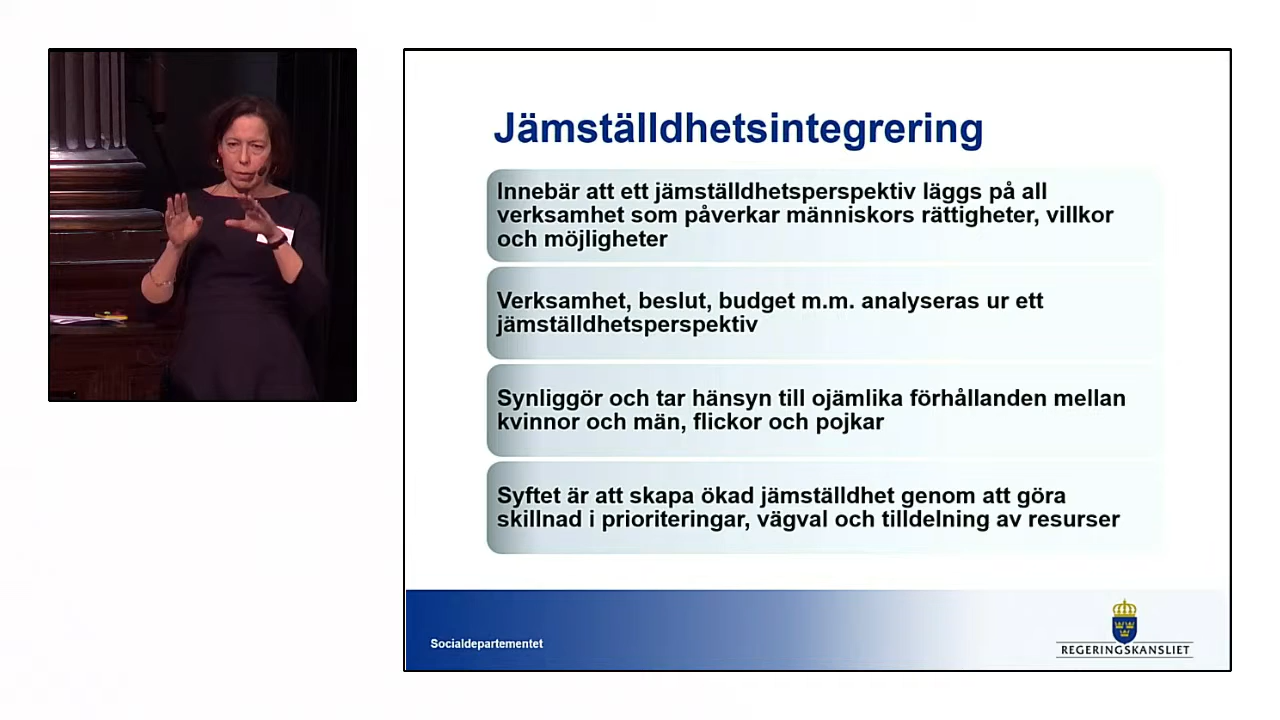 Jämställdhetsintegrering
Innebär att ett jämställdhetsperspektiv läggs på all
verksamhet som påverkar människors rättigheter, villkor
och möjligheter
Verksamhet, beslut, budget m.m. analyseras ur ett
jämställdhetsperspektiv
Synliggör och tar hänsyn till ojämlika förhållanden mellan
kvinnor och män, flickor och pojkar
Syftet är att skapa ökad jämställdhet genom att göra
skillnad i prioriteringar, vägval och tilldelning av resurser
Socialdepartementet
REGERINGSKANSLIET